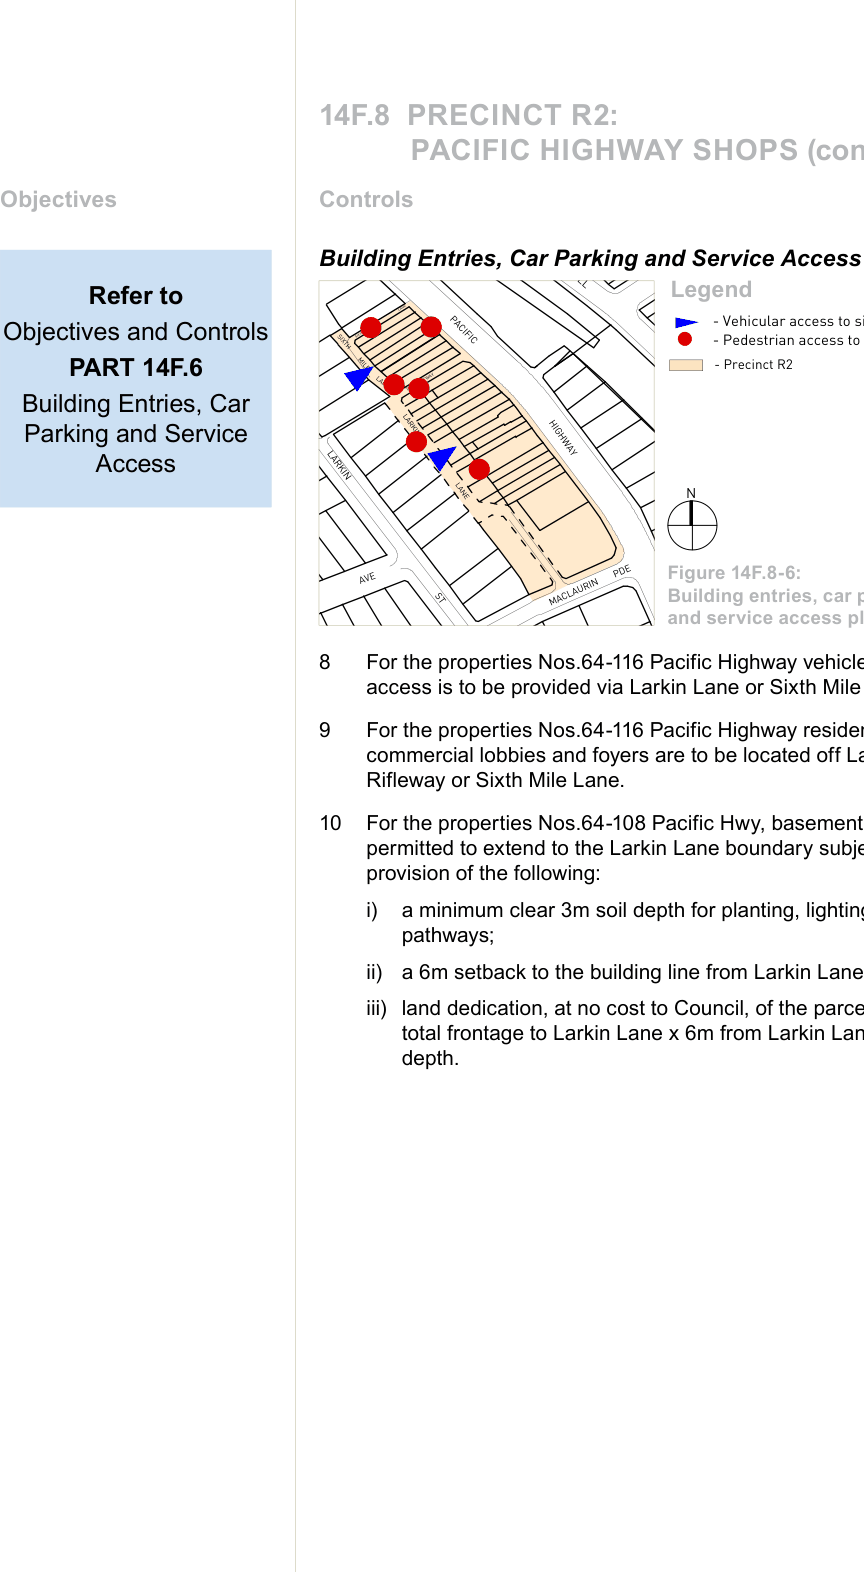 14F.8 PRECINCT R2:
PACIFIC HIGHWAY SHOPS (con
Objectives
Controls
Refer to
Objectives and Controls
PART 14F.6
Building Entries, Car
Parking and Service
Access
Building Entries, Car Parking and Service Access
Legend
- Vehicular access to si
- Pedestrian access to
- Precinct R2
PACIFIC
HIGHWAY
SIXTH
LANE
LARKIN
AVE
ST
MACLAURIN
PDE
N
Figure 14F.8-6:
Building entries, car p
and service access pl
8 For the properties Nos.64-116 Pacific Highway vehicle
access is to be provided via Larkin Lane or Sixth Mile
9 For the properties Nos.64-116 Pacific Highway resider
commercial lobbies and foyers are to be located off La
Rifleway or Sixth Mile Lane.
10 For the properties Nos.64-108 Pacific Hwy, basement
permitted to extend to the Larkin Lane boundary subje
provision of the following:
i) a minimum clear 3m soil depth for planting, lighting
pathways;
ii) a 6m setback to the building line from Larkin Lane
iii) land dedication, at no cost to Council, of the parce
total frontage to Larkin Lane x 6m from Larkin Lan
depth.